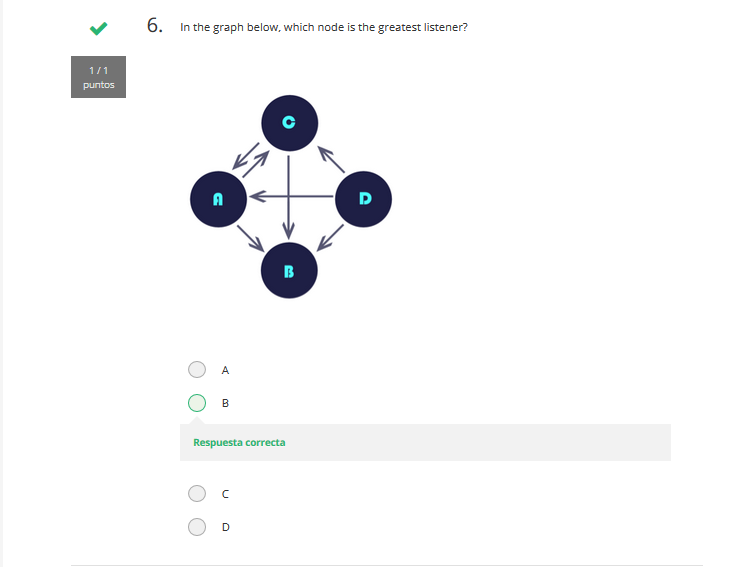 6. In the graph below, which node is the greatest listener?
1 / 1
puntos
C
A
D
B
A
B
Respuesta correcta
C
D